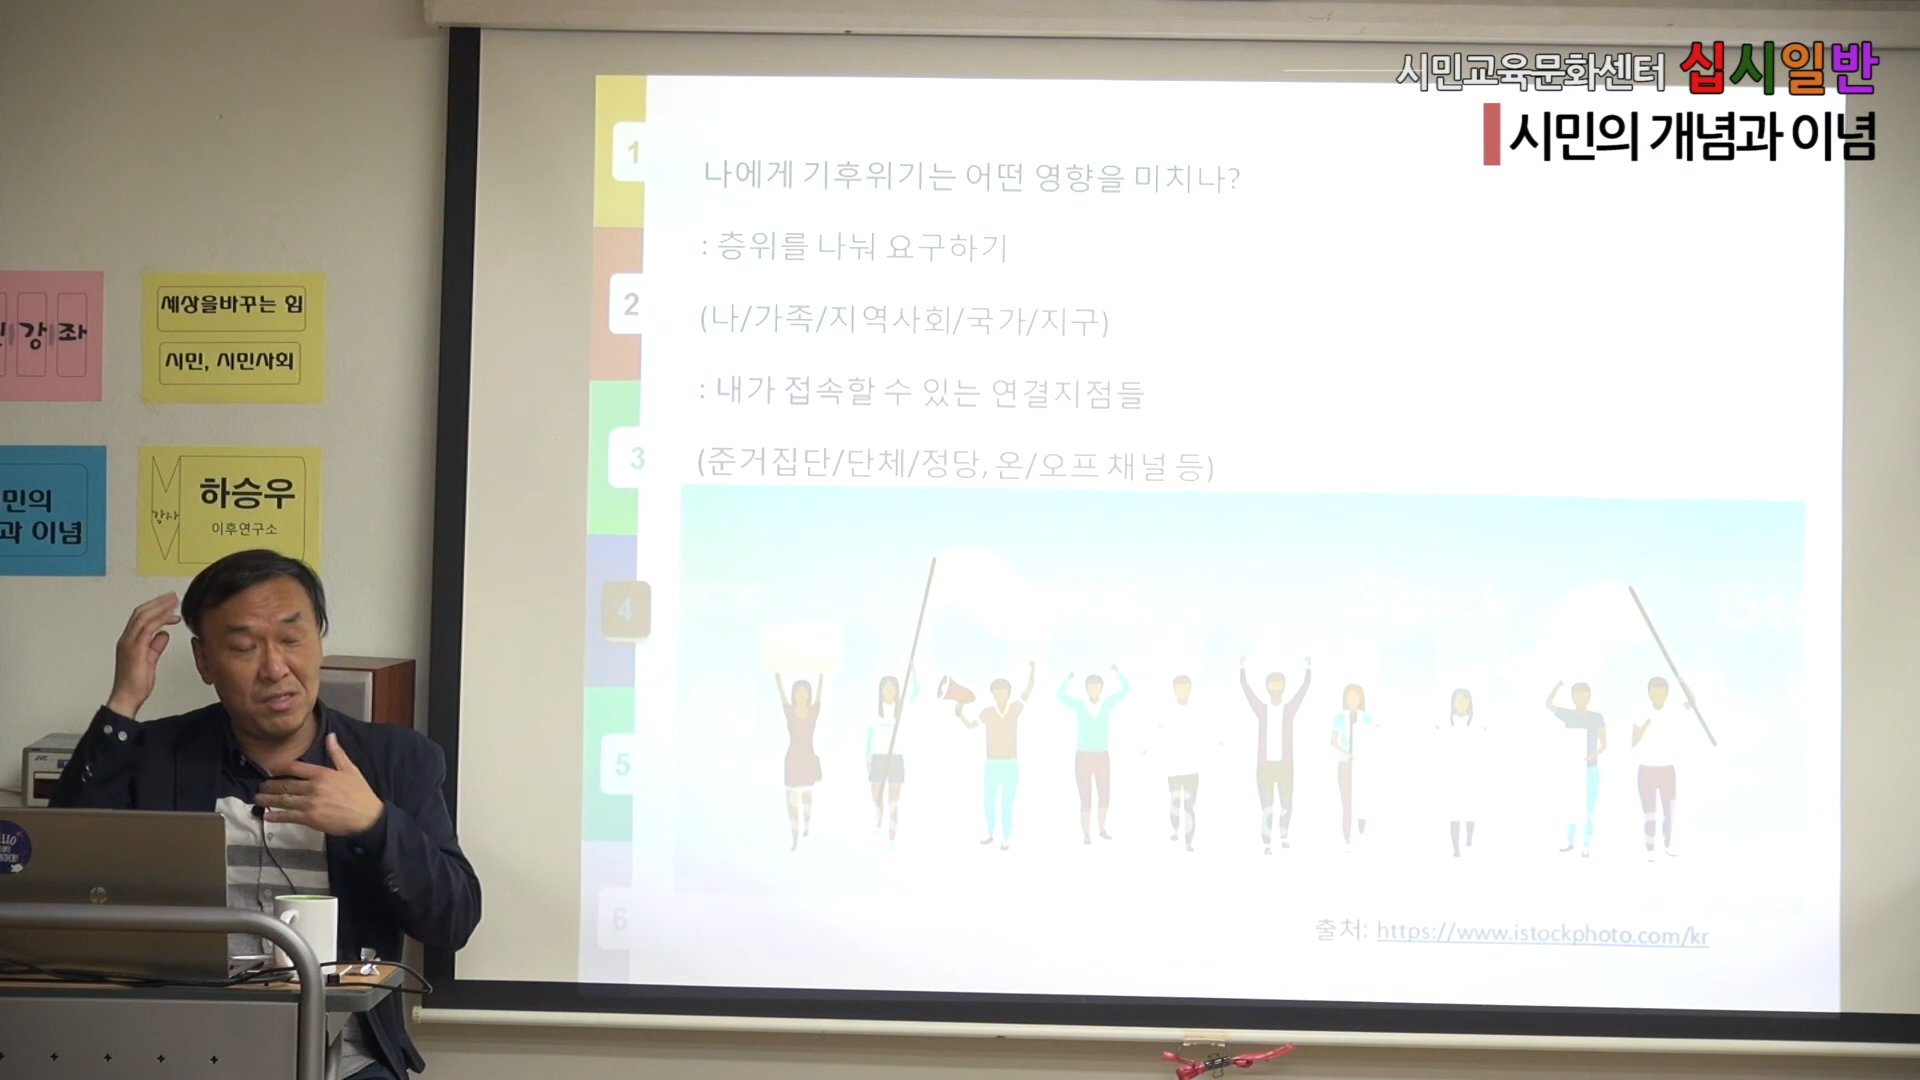 시민교육문화센터 십시일반
시민의 개념과 이념
1
나에게 기후위기는 어떤 영향을 미치나?
: 층위를 나눠 요구하기
2
(나/가족/지역사회/국가/지구)
: 내가 접속할 수 있는 연결지점들
3
(준거집단/단체/정당, 온/오프 채널 등)
4
5
6
출처: https://www.istockphoto.com/kr
강좌
세상을바꾸는 힘
시민, 시민사회
민의
과 이념
강사
하승우
이후연구소
JVC
hp